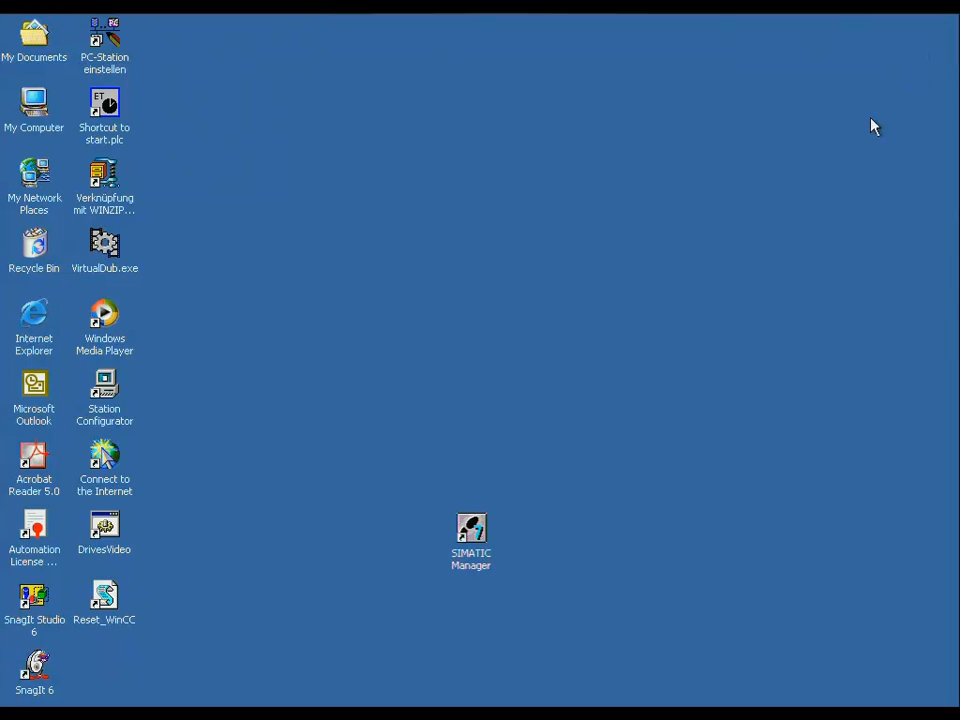 My Documents
PC-Station
einstellen
My Computer
ET
Shortcut to
start.plc
My Network
Places
Verknüpfung
mit WINZIP...
Recycle Bin
VirtualDub.exe
Internet
Explorer
Windows
Media Player
Microsoft
Outlook
Station
Configurator
Acrobat
Reader 5.0
Connect to
the Internet
Automation
License ...
DrivesVideo
SIMATIC
Manager
SnagIt Studio
6
Reset_WinCC
SnagIt 6